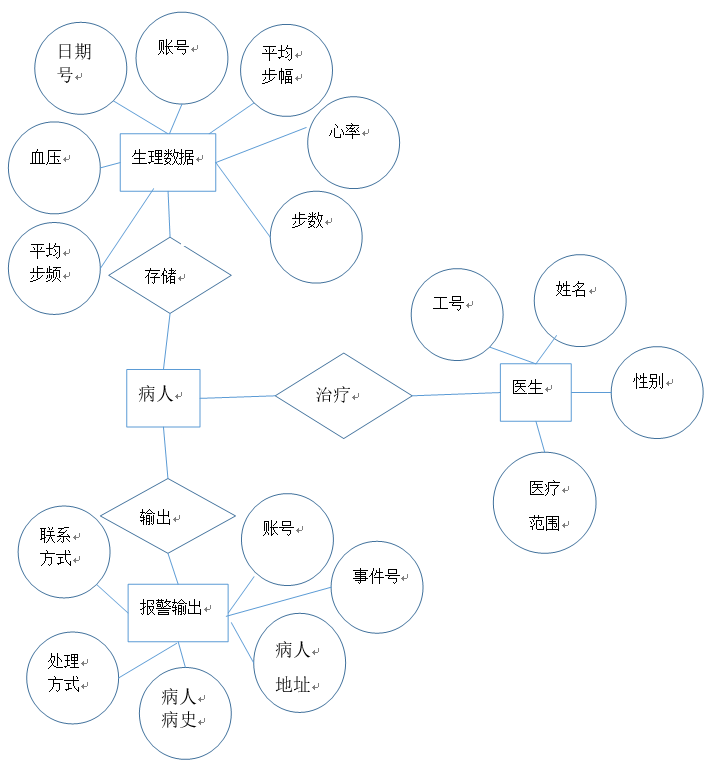 日期
号
账号
平均
步幅
心率
血压
生理数据
步数
平均
步频
存储
工号
姓名
病人
治疗
医生
性别
医疗
范围
输出
联系
方式
账号
事件号
报警输出
病人
地址
处理
方式
病人
病史